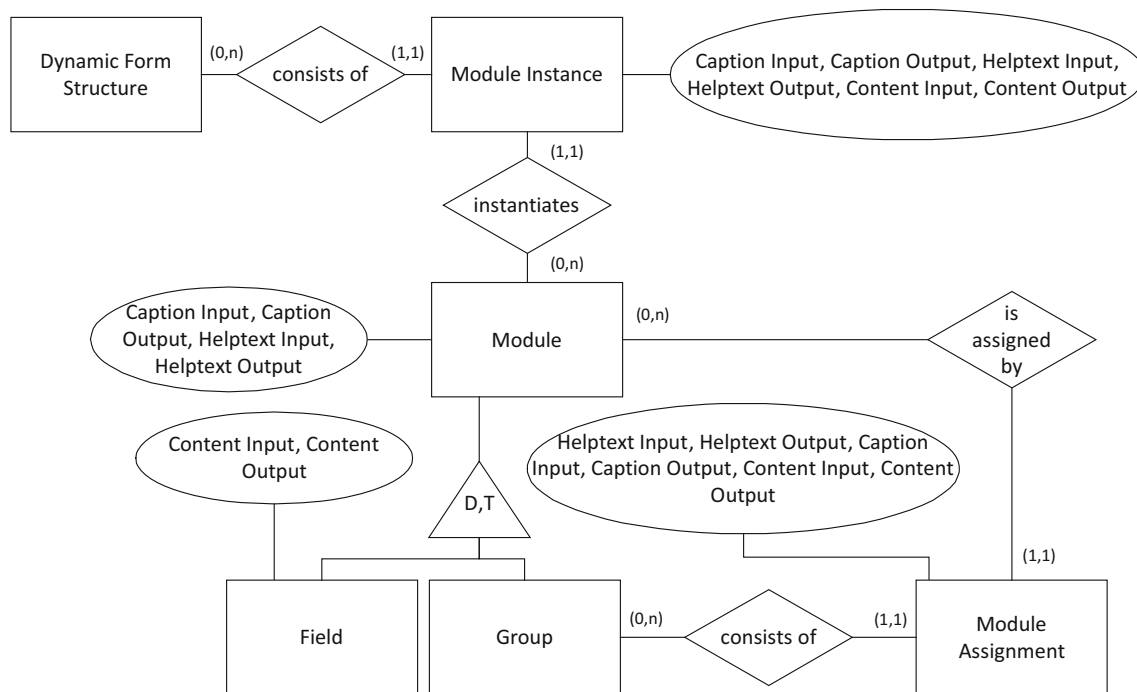 Dynamic Form
Structure
(0,n)
consists of
(1,1)
Module Instance
Caption Input, Caption Output, Helptext Input,
Helptext Output, Content Input, Content Output
(1,1)
instantiates
(0,n)
Caption Input, Caption
Output, Helptext Input,
Helptext Output
Module
(0,n)
is
assigned
by
Content Input, Content
Output
Helptext Input, Helptext Output, Caption
Input, Caption Output, Content Input, Content
Output
D,T
(1,1)
Field
Group
(0,n)
consists of
(1,1)
Module
Assignment